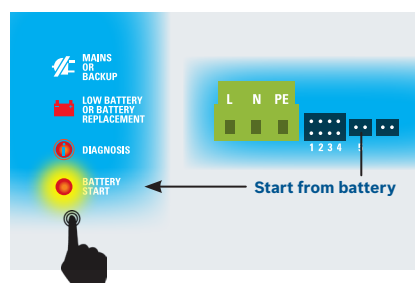 MAINS
OR
BACKUP
LOW BATTERY
OR BATTERY
REPLACEMENT
DIAGNOSIS
BATTERY
START
L N PE
1 2 3 4 5
Start from battery